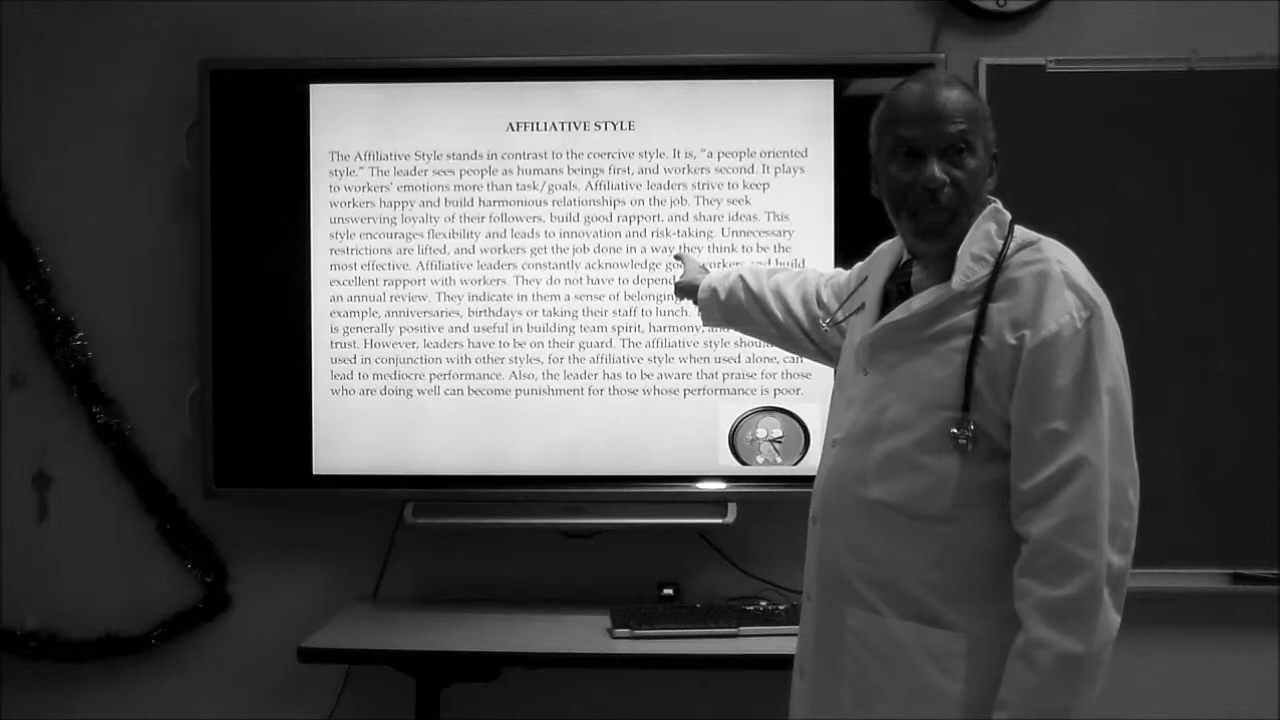 AFFILIATIVE STYLE
The Affiliative Style stands in contrast to the coercive style. It is, “a people oriented
style.” The leader sees people as humans beings first, and workers second. It plays
to workers’ emotions more than task/goals. Affiliative leaders strive to keep
workers happy and build harmonious relationships on the job. They seek
unswerving loyalty of their followers, build good rapport, and share ideas. This
style encourages flexibility and leads to innovation and risk-taking. Unnecessary
restrictions are lifted, and workers get the job done in a way they think to be the
most effective. Affiliative leaders constantly acknowledge workers and build
excellent rapport with workers. They do not have to depend
an annual review. They indicate in them a sense of belonging
example, anniversaries, birthdays or taking their staff to lunch.
is generally positive and useful in building team spirit, harmony, and
trust. However, leaders have to be on their guard. The affiliative style should
used in conjunction with other styles, for the affiliative style when used alone, can
lead to mediocre performance. Also, the leader has to be aware that praise for those
who are doing well can become punishment for those whose performance is poor.